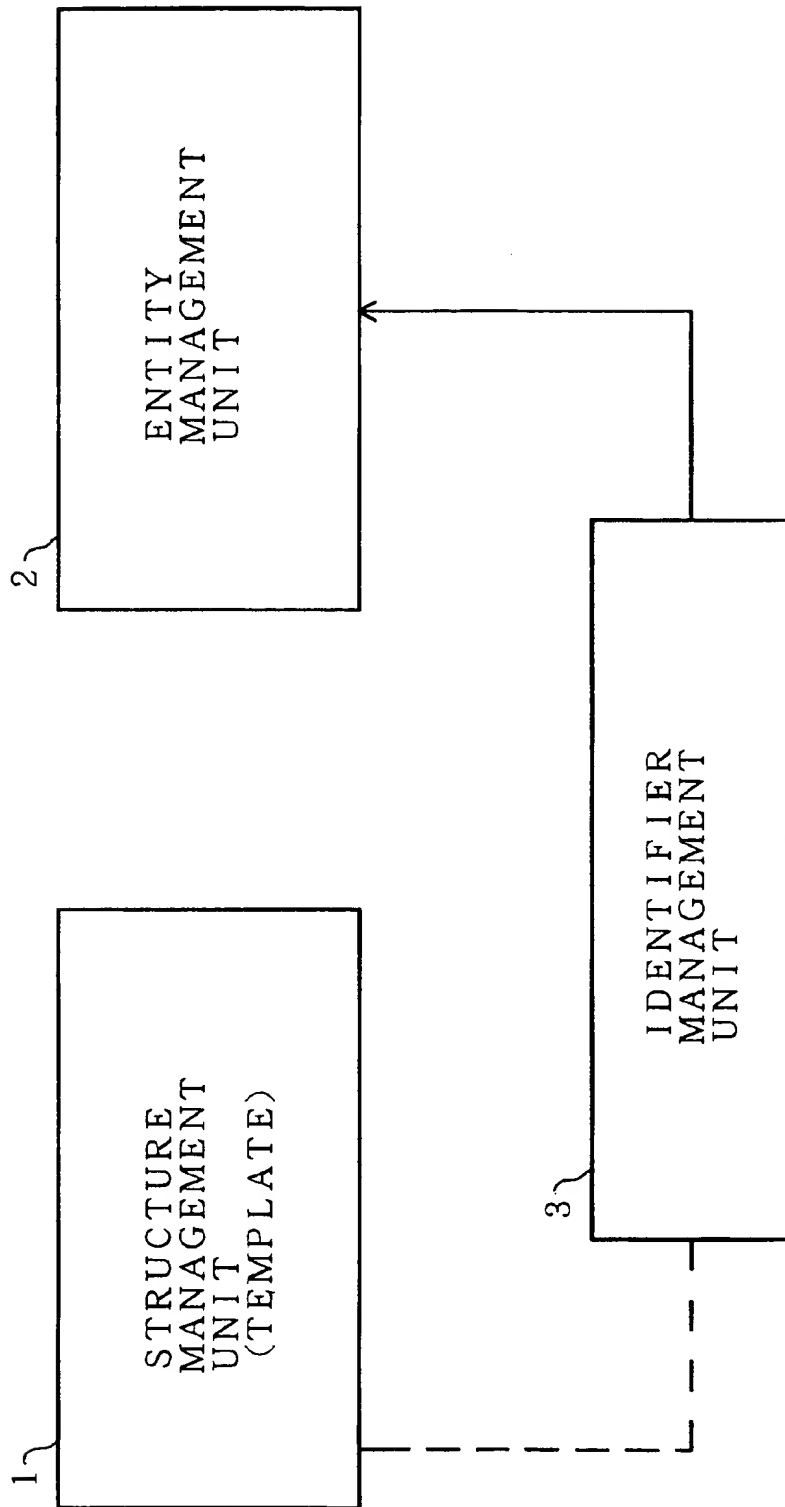 1
STRUCTURE
MANAGEMENT
UNIT
(TEMPLATE)
2
ENTITY
MANAGEMENT
UNIT
3
IDENTIFIER
MANAGEMENT
UNIT